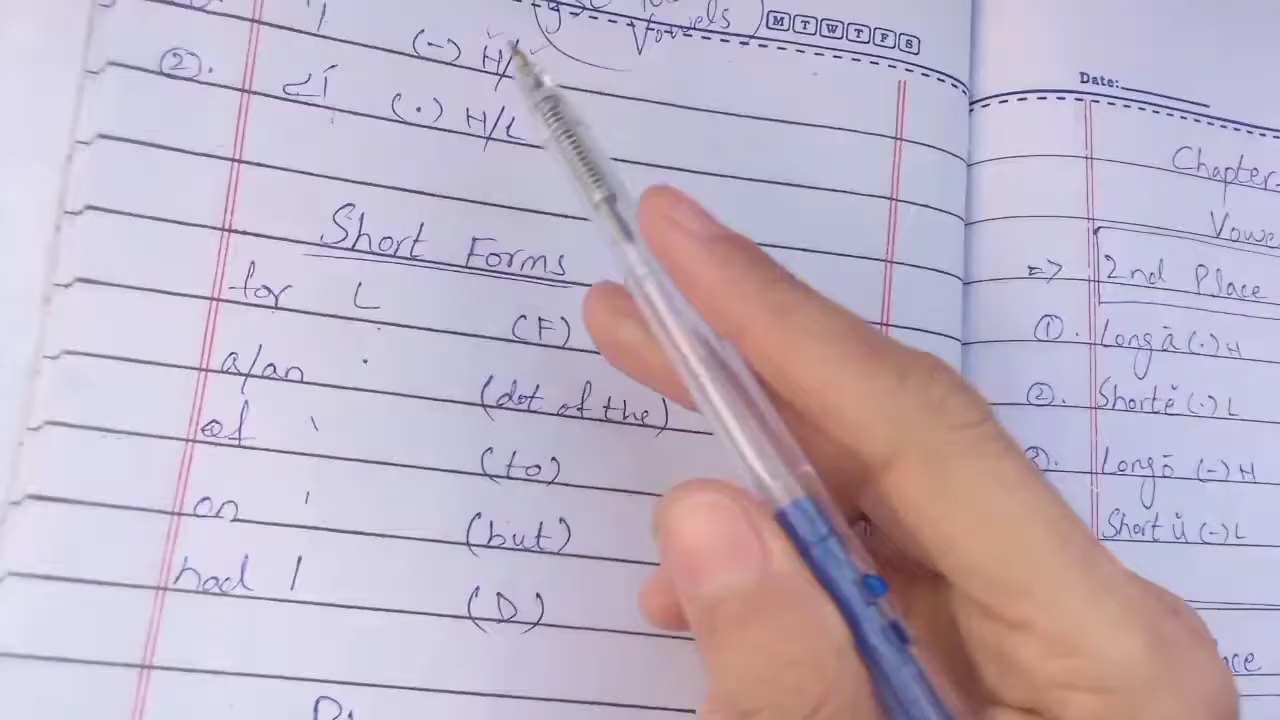 Vowels
M T W T F S
(-) H/L
②. (·) H/L
Short Forms
for (F)
a/an (dot of the)
of (to)
on (but)
had (D)
Date:
Chapter-
=> 2nd Place
①. Long ā (·) H
②. Short ĕ (·) L
Long ō (-) H
Short ŭ (-) L